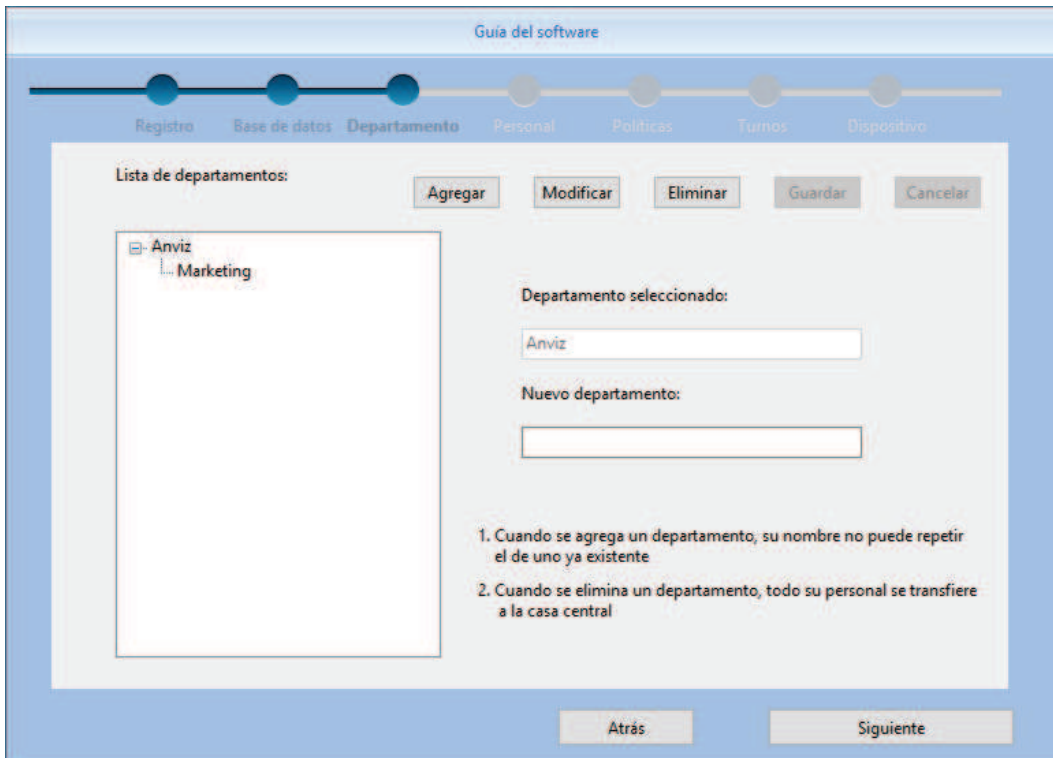 Guía del software
Registro Base de datos Departamento Personal Políticas Turnos Dispositivo
Lista de departamentos:
Agregar Modificar Eliminar Guardar Cancelar
Anviz
Marketing
Departamento seleccionado:
Anviz
Nuevo departamento:
1. Cuando se agrega un departamento, su nombre no puede repetir
el de uno ya existente
2. Cuando se elimina un departamento, todo su personal se transfiere
a la casa central
Atrás Siguiente